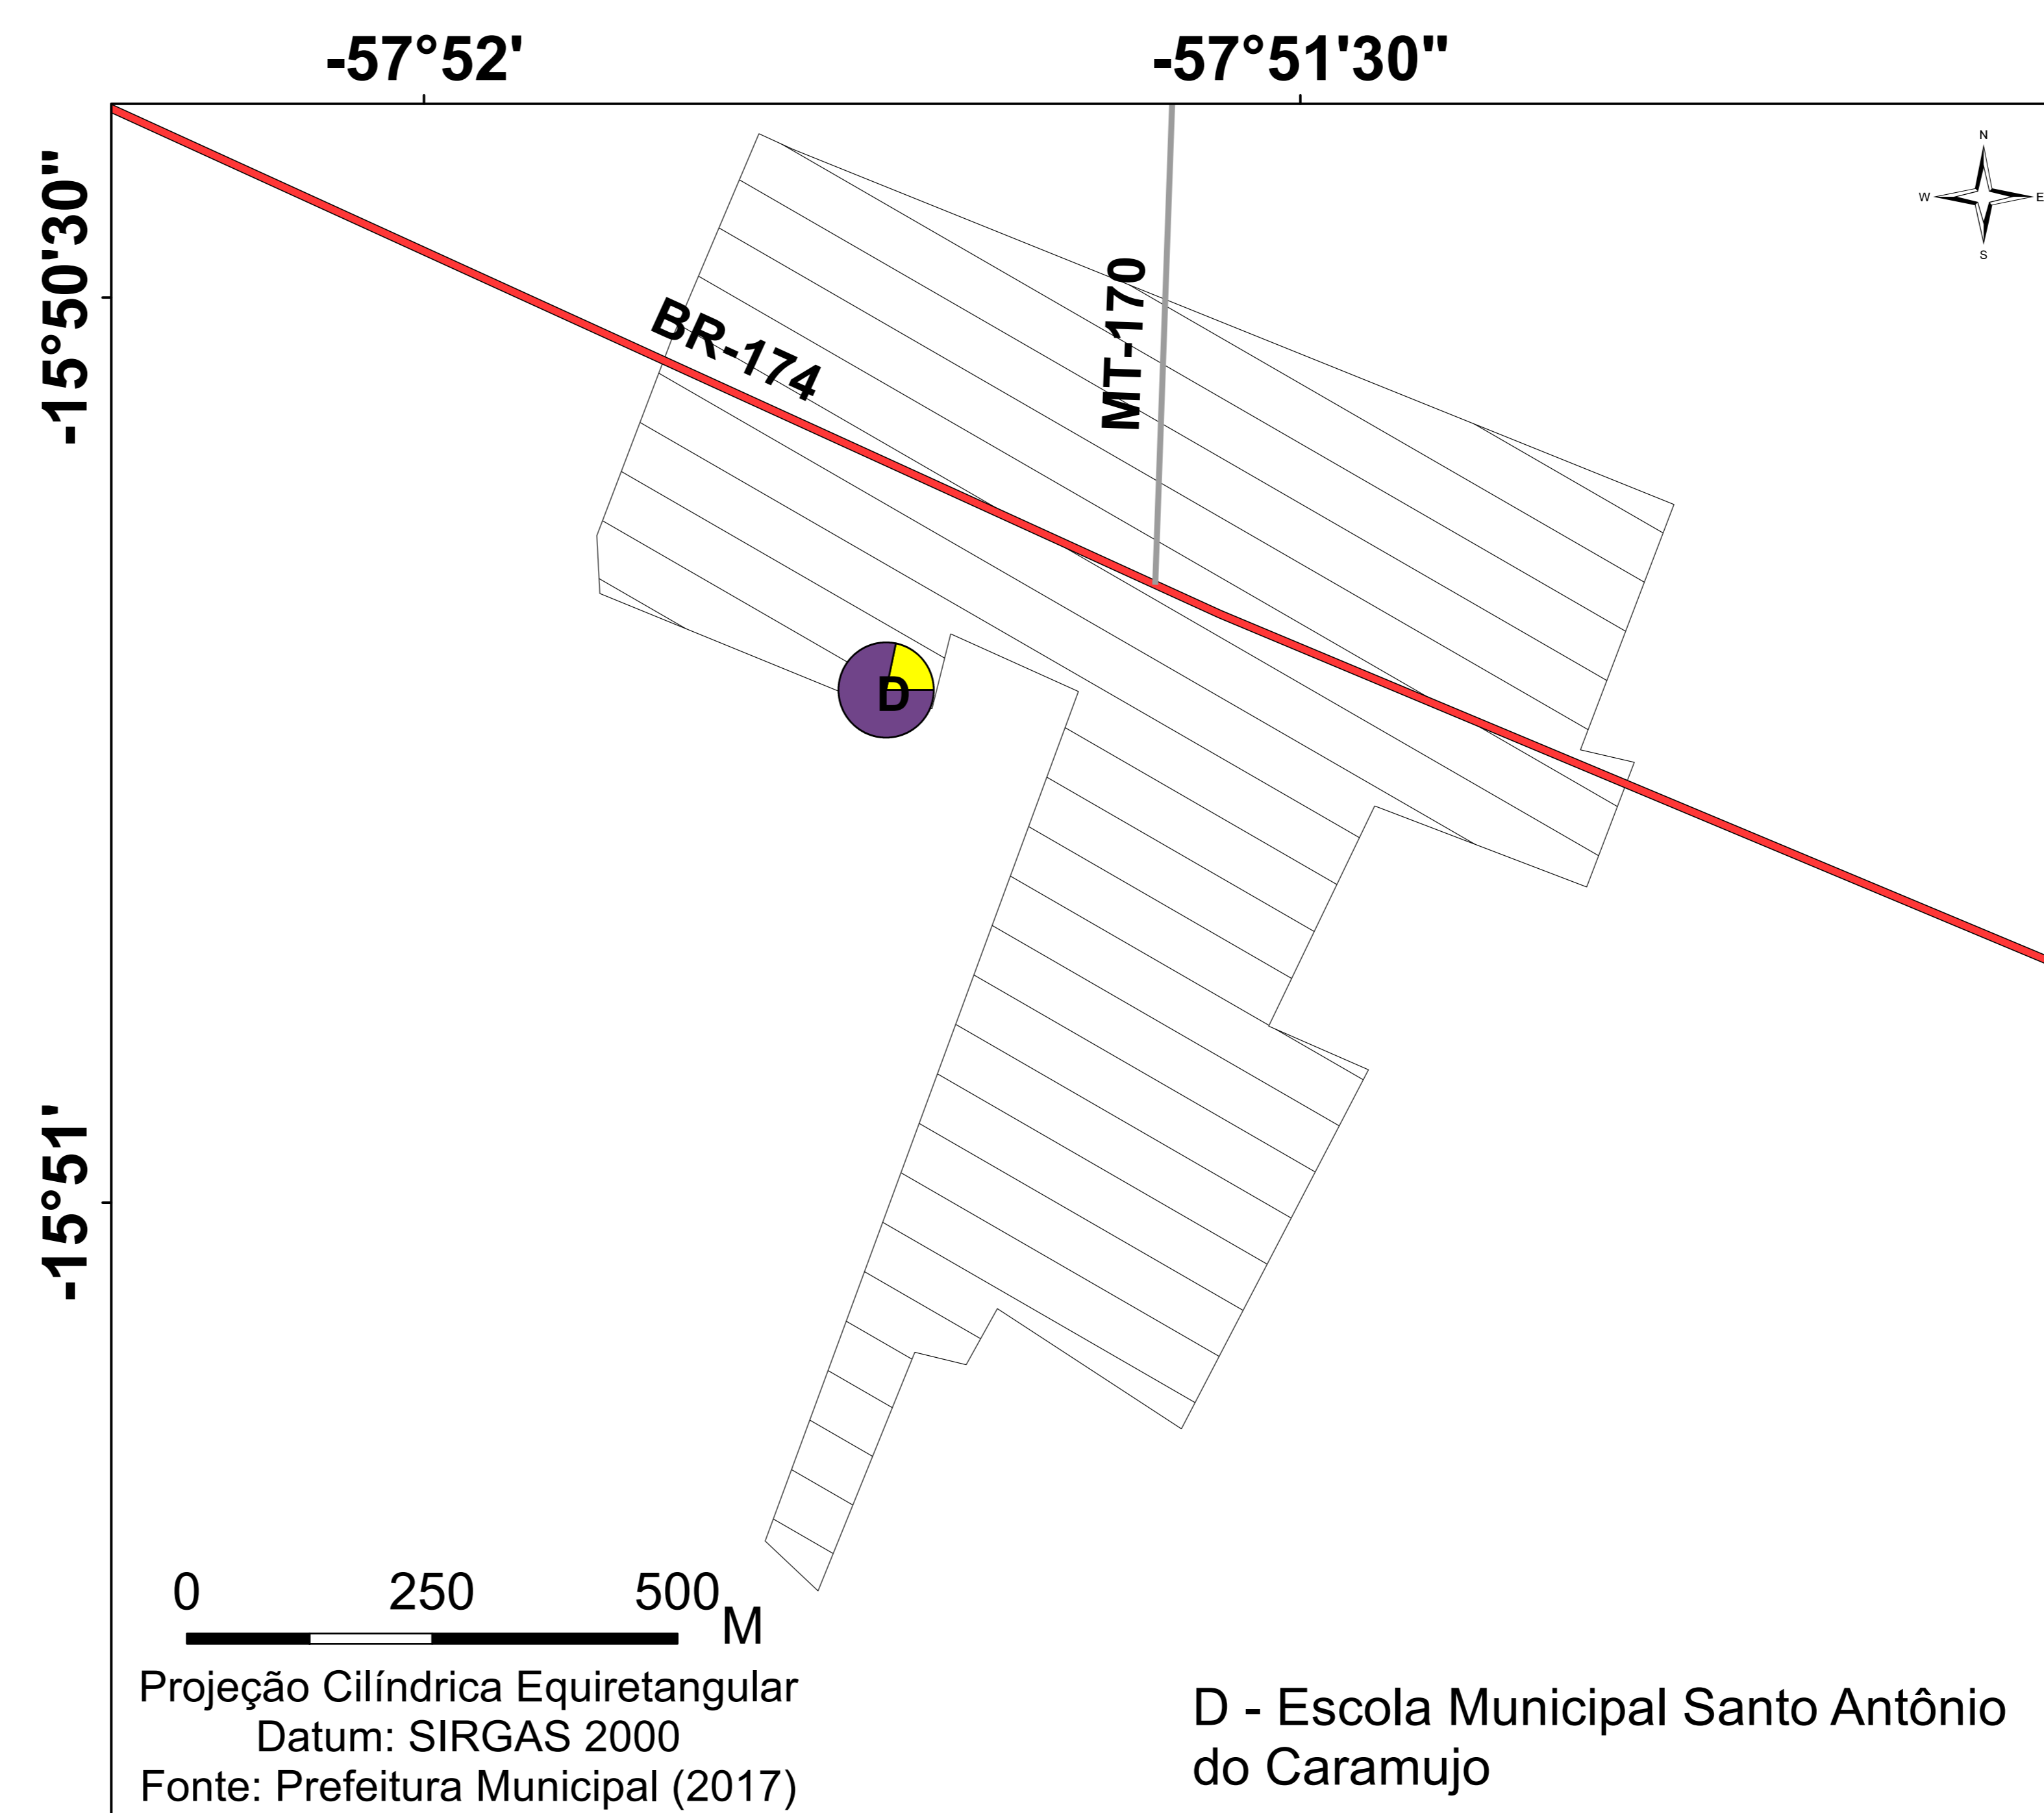 -57°52'
-57°51'30"
-15°50'30"
N
W
E
S
BR-174
MT-170
D
-15°51'
0
250
500
M
Projeção Cilíndrica Equiretangular
Datum: SIRGAS 2000
Fonte: Prefeitura Municipal (2017)
D - Escola Municipal Santo Antônio
do Caramujo